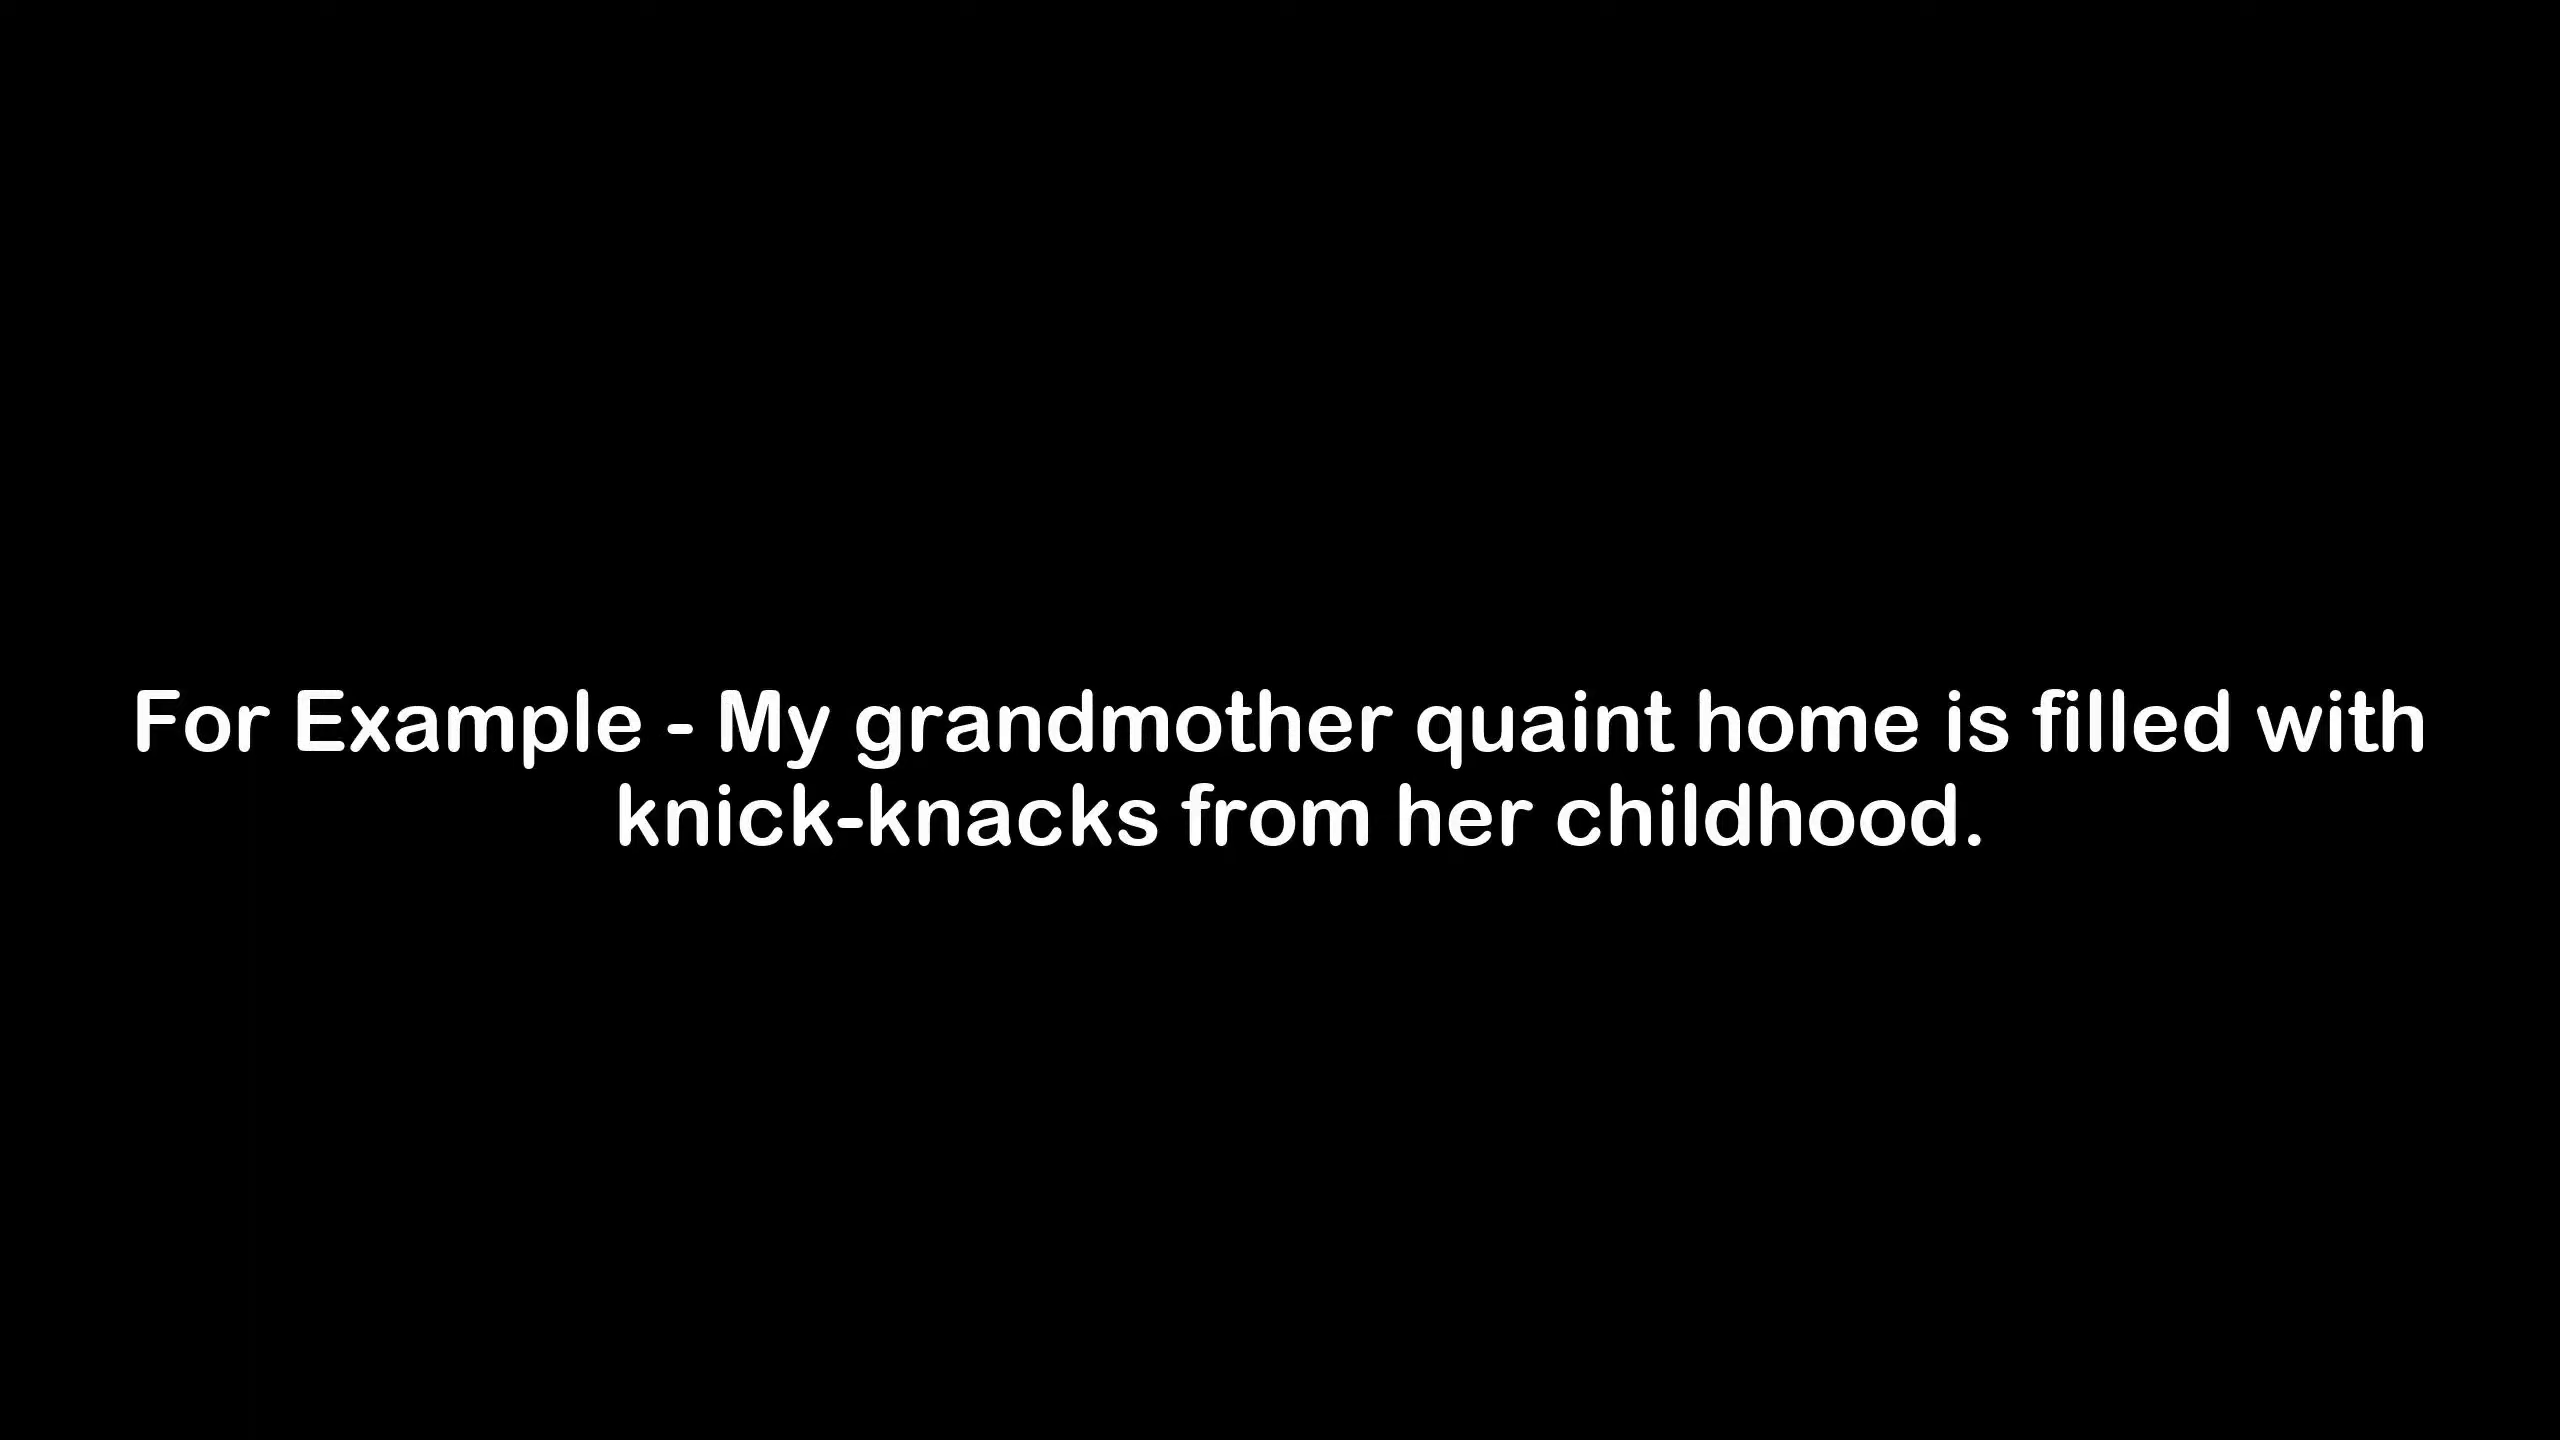 For Example - My grandmother quaint home is filled with
knick-knacks from her childhood.